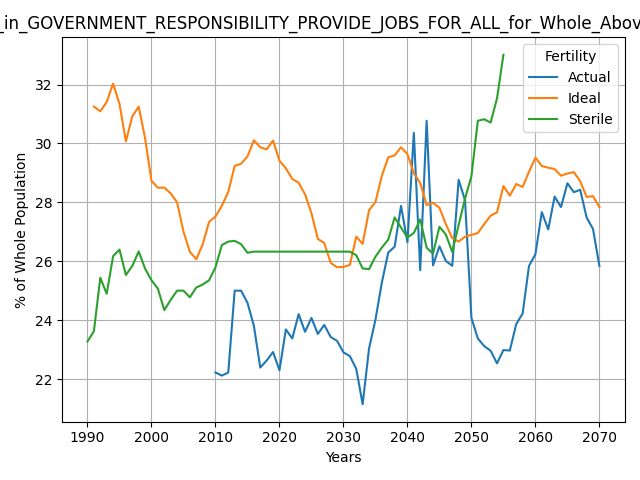 _in_GOVERNMENT_RESPONSIBILITY_PROVIDE_JOBS_FOR_ALL_for_Whole_Abov
Fertility
Actual
Ideal
Sterile
% of Whole Population
32
30
28
26
24
22
1990 2000 2010 2020 2030 2040 2050 2060 2070
Years